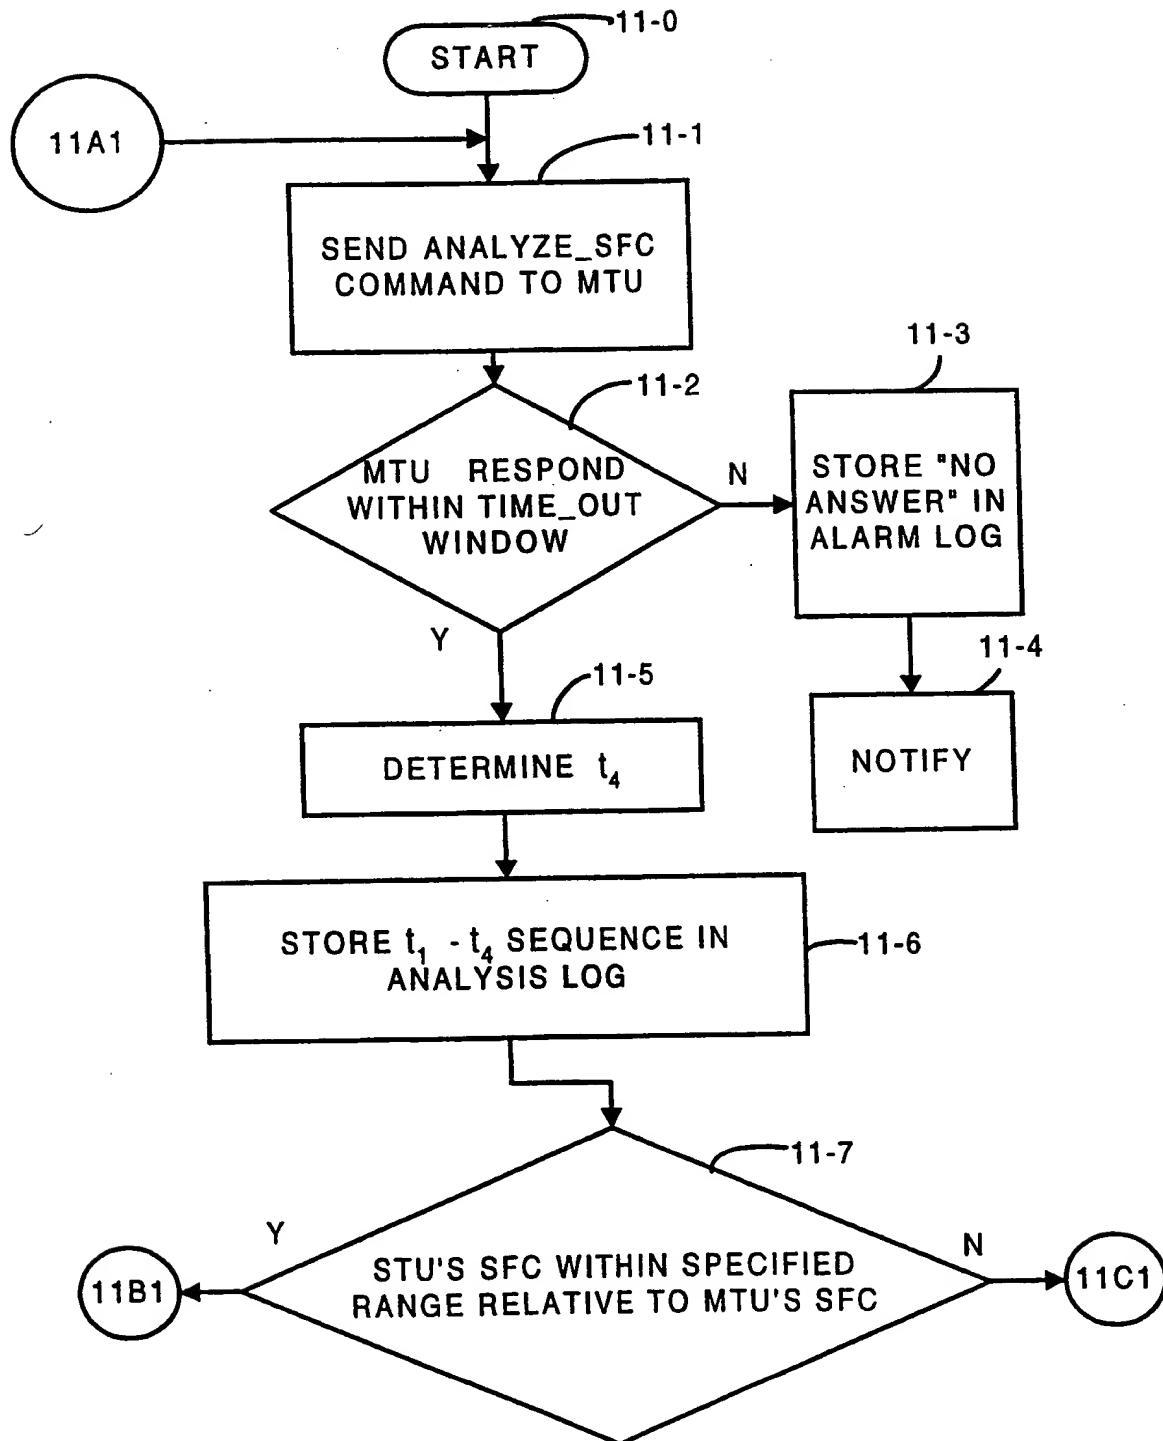 11-0
START
11A1
11-1
SEND ANALYZE_SFC
COMMAND TO MTU
11-2
MTU RESPOND
WITHIN TIME_OUT
WINDOW
N
Y
11-3
STORE "NO
ANSWER" IN
ALARM LOG
11-4
NOTIFY
11-5
DETERMINE t4
STORE t1 - t4 SEQUENCE IN
ANALYSIS LOG
11-6
11-7
Y
N
STU'S SFC WITHIN SPECIFIED
RANGE RELATIVE TO MTU'S SFC
11B1
11C1